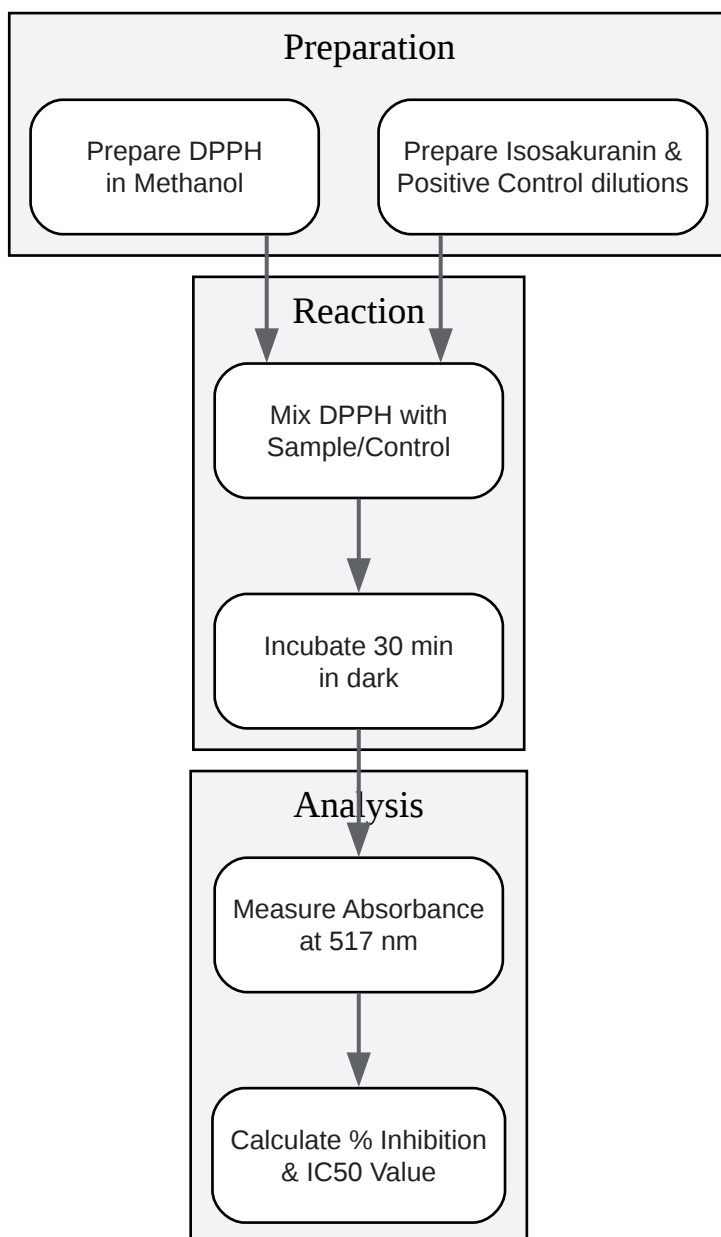 Preparation
Prepare DPPH
in Methanol
Prepare Isosakuranin &
Positive Control dilutions
Reaction
Mix DPPH with
Sample/Control
Incubate 30 min
in dark
Analysis
Measure Absorbance
at 517 nm
Calculate % Inhibition
& IC50 Value